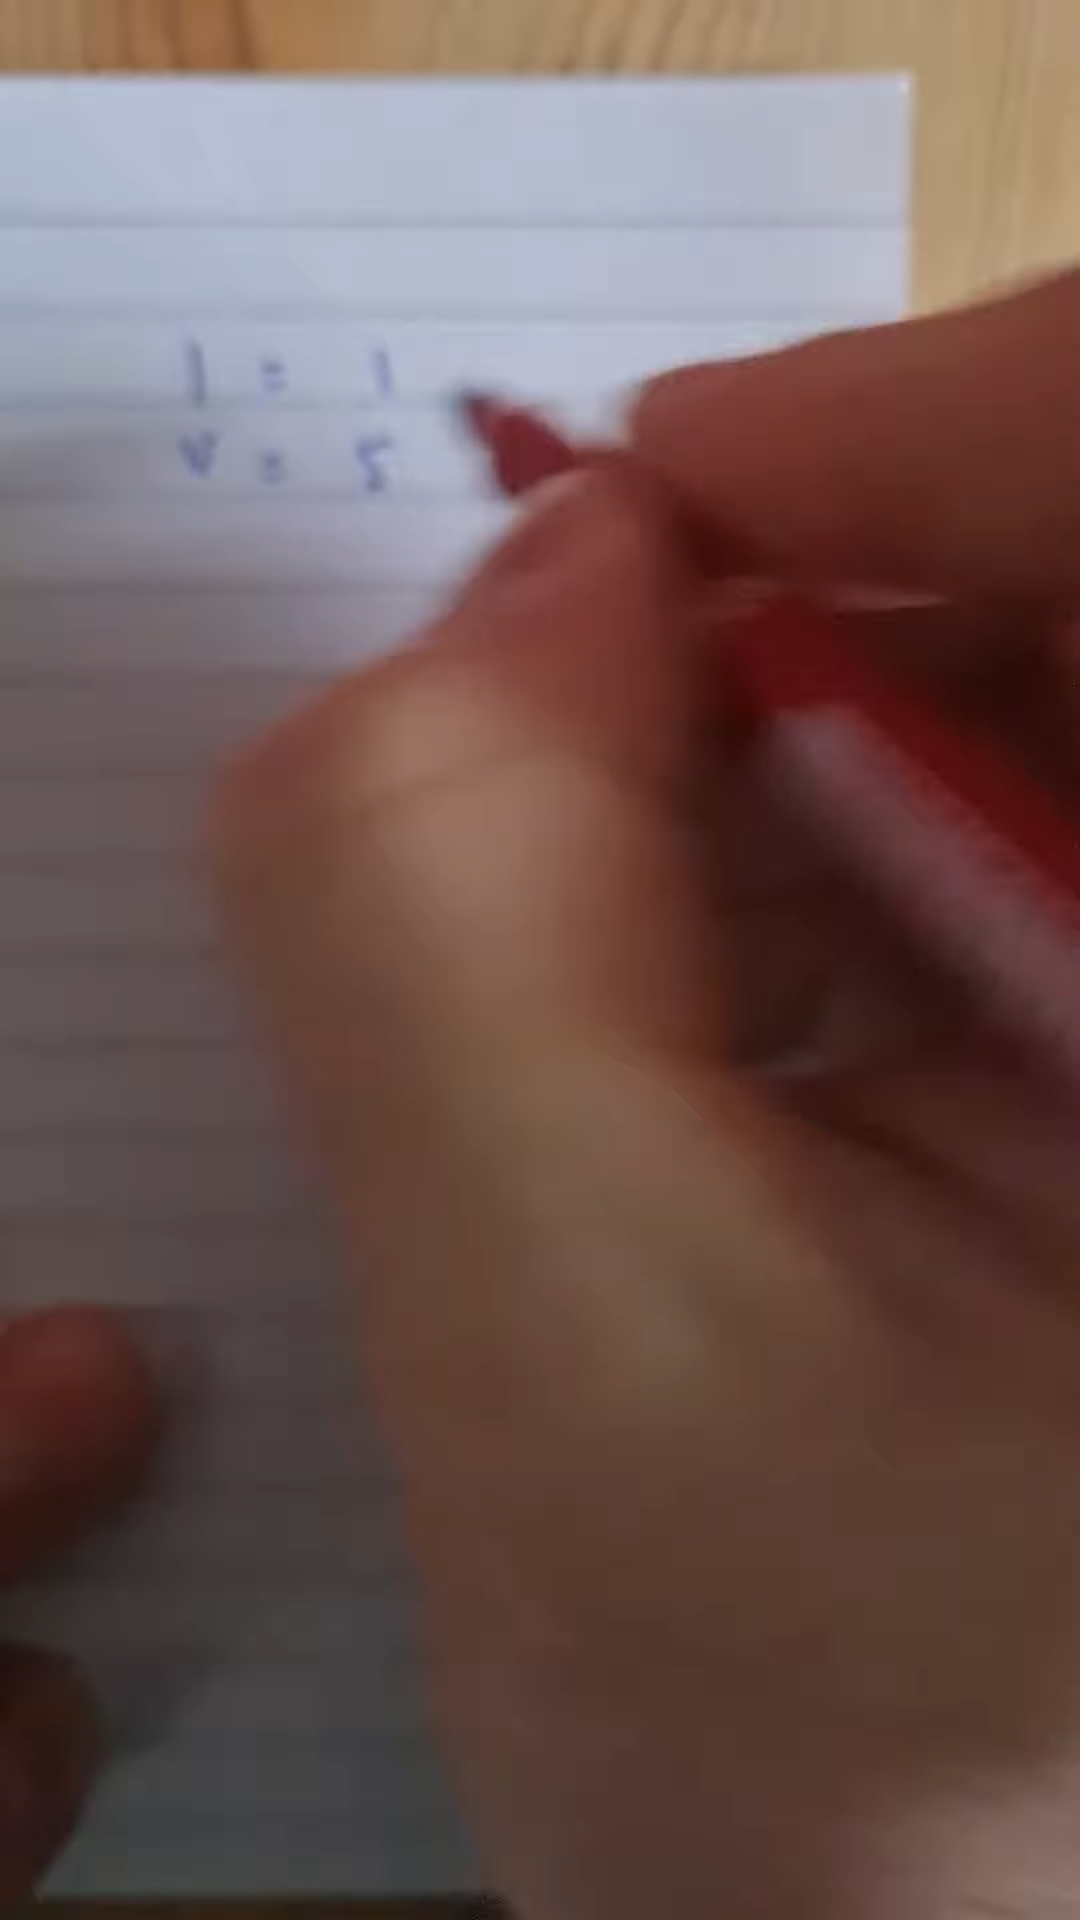 I = 1
V = 5